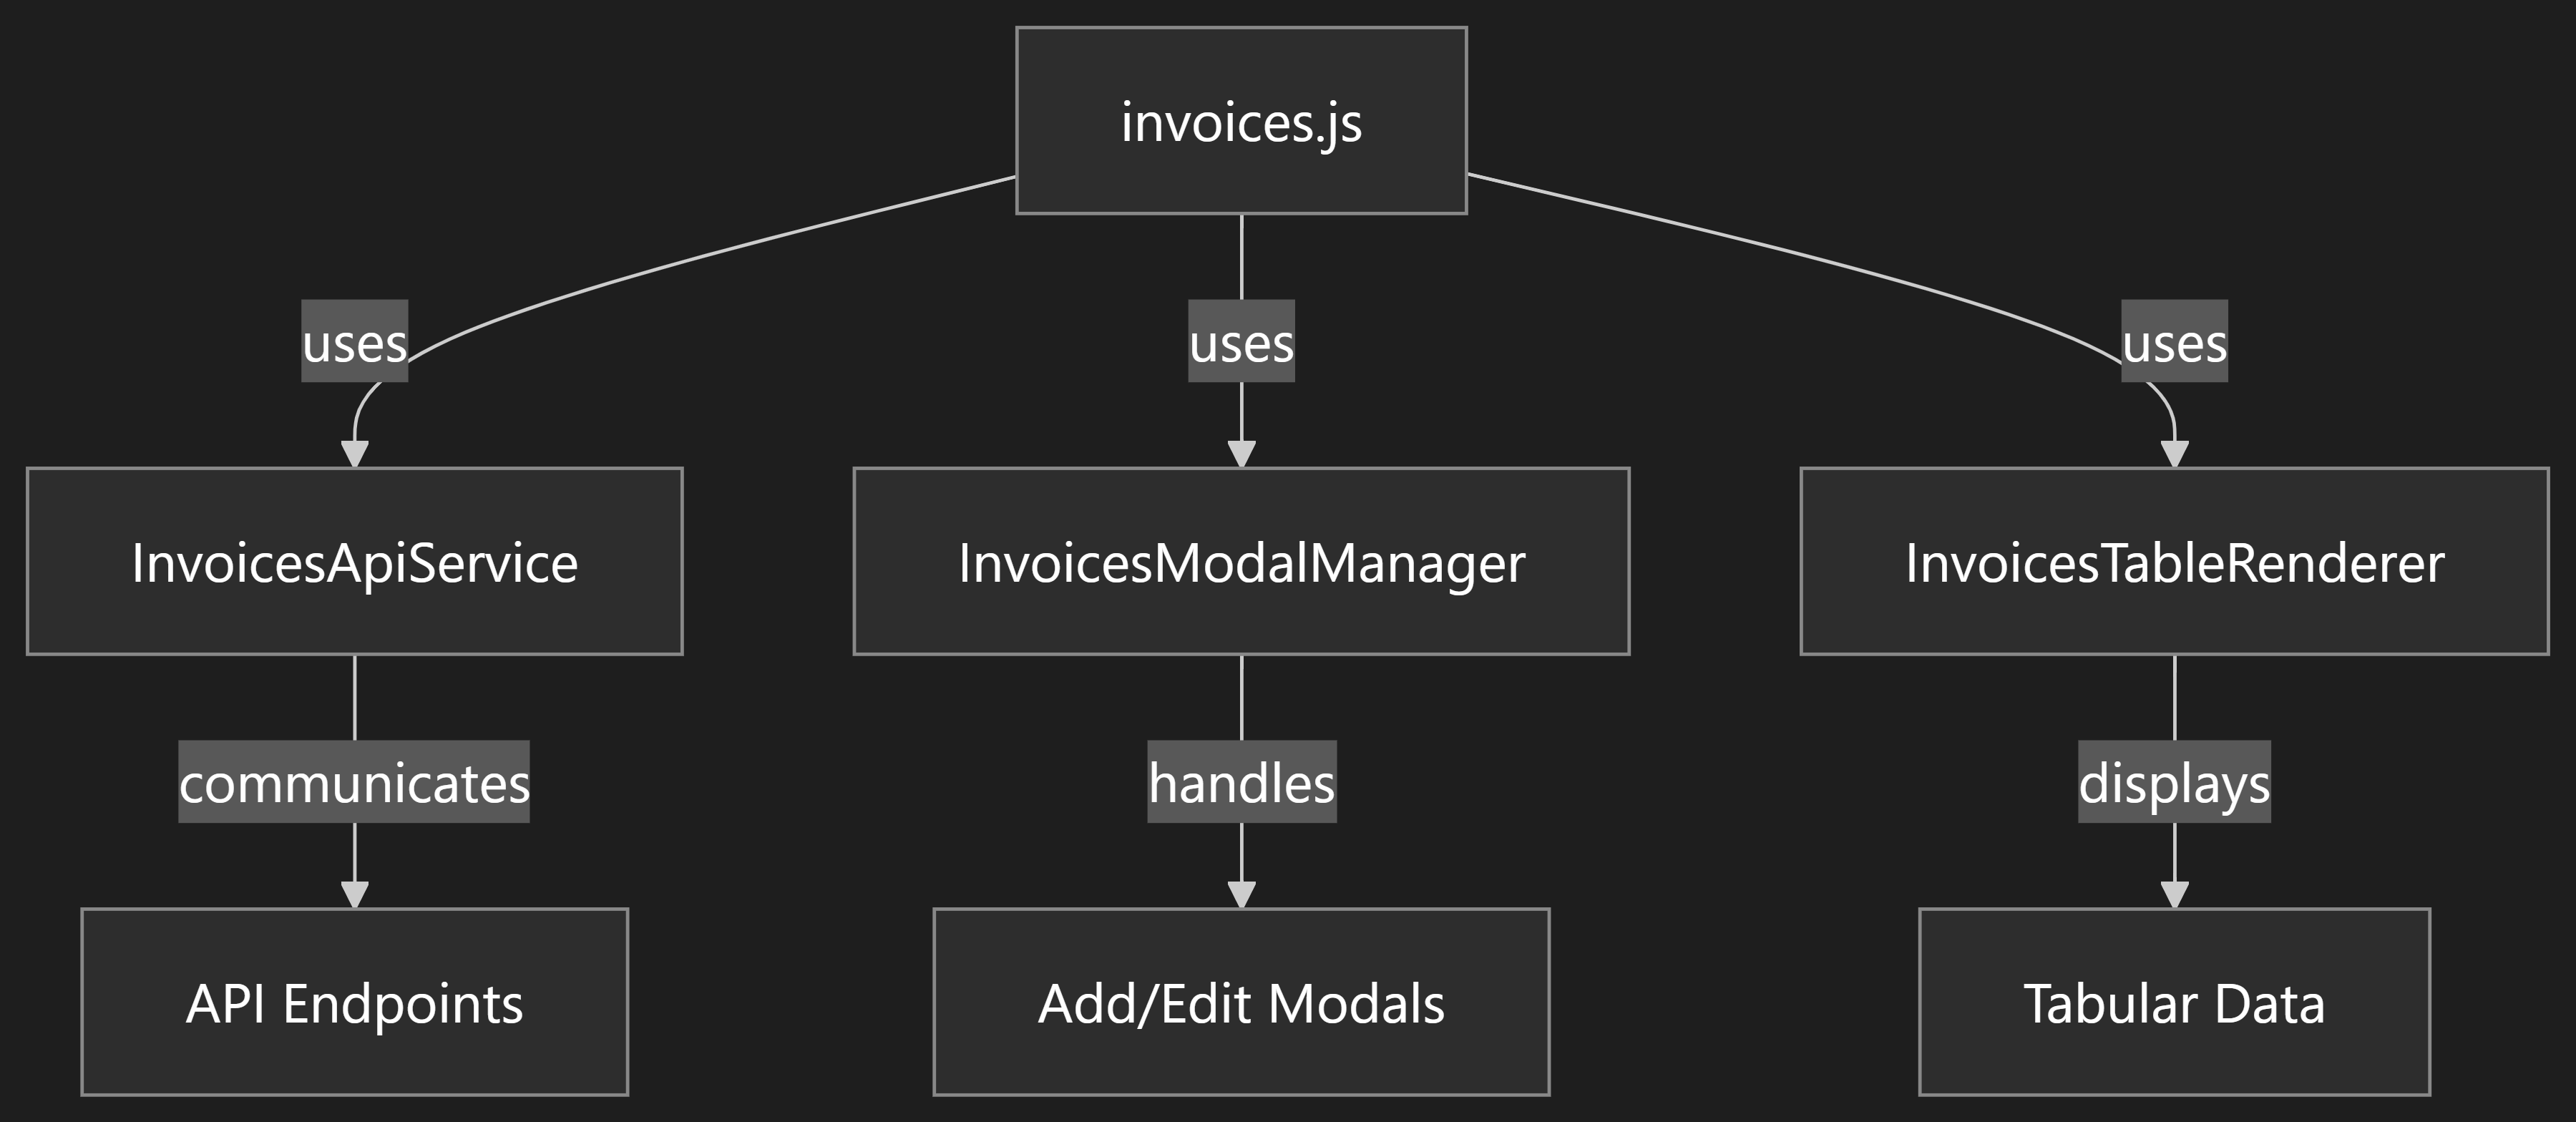 invoices.js
uses
uses
uses
InvoicesApiService
InvoicesModalManager
InvoicesTableRenderer
communicates
handles
displays
API Endpoints
Add/Edit Modals
Tabular Data